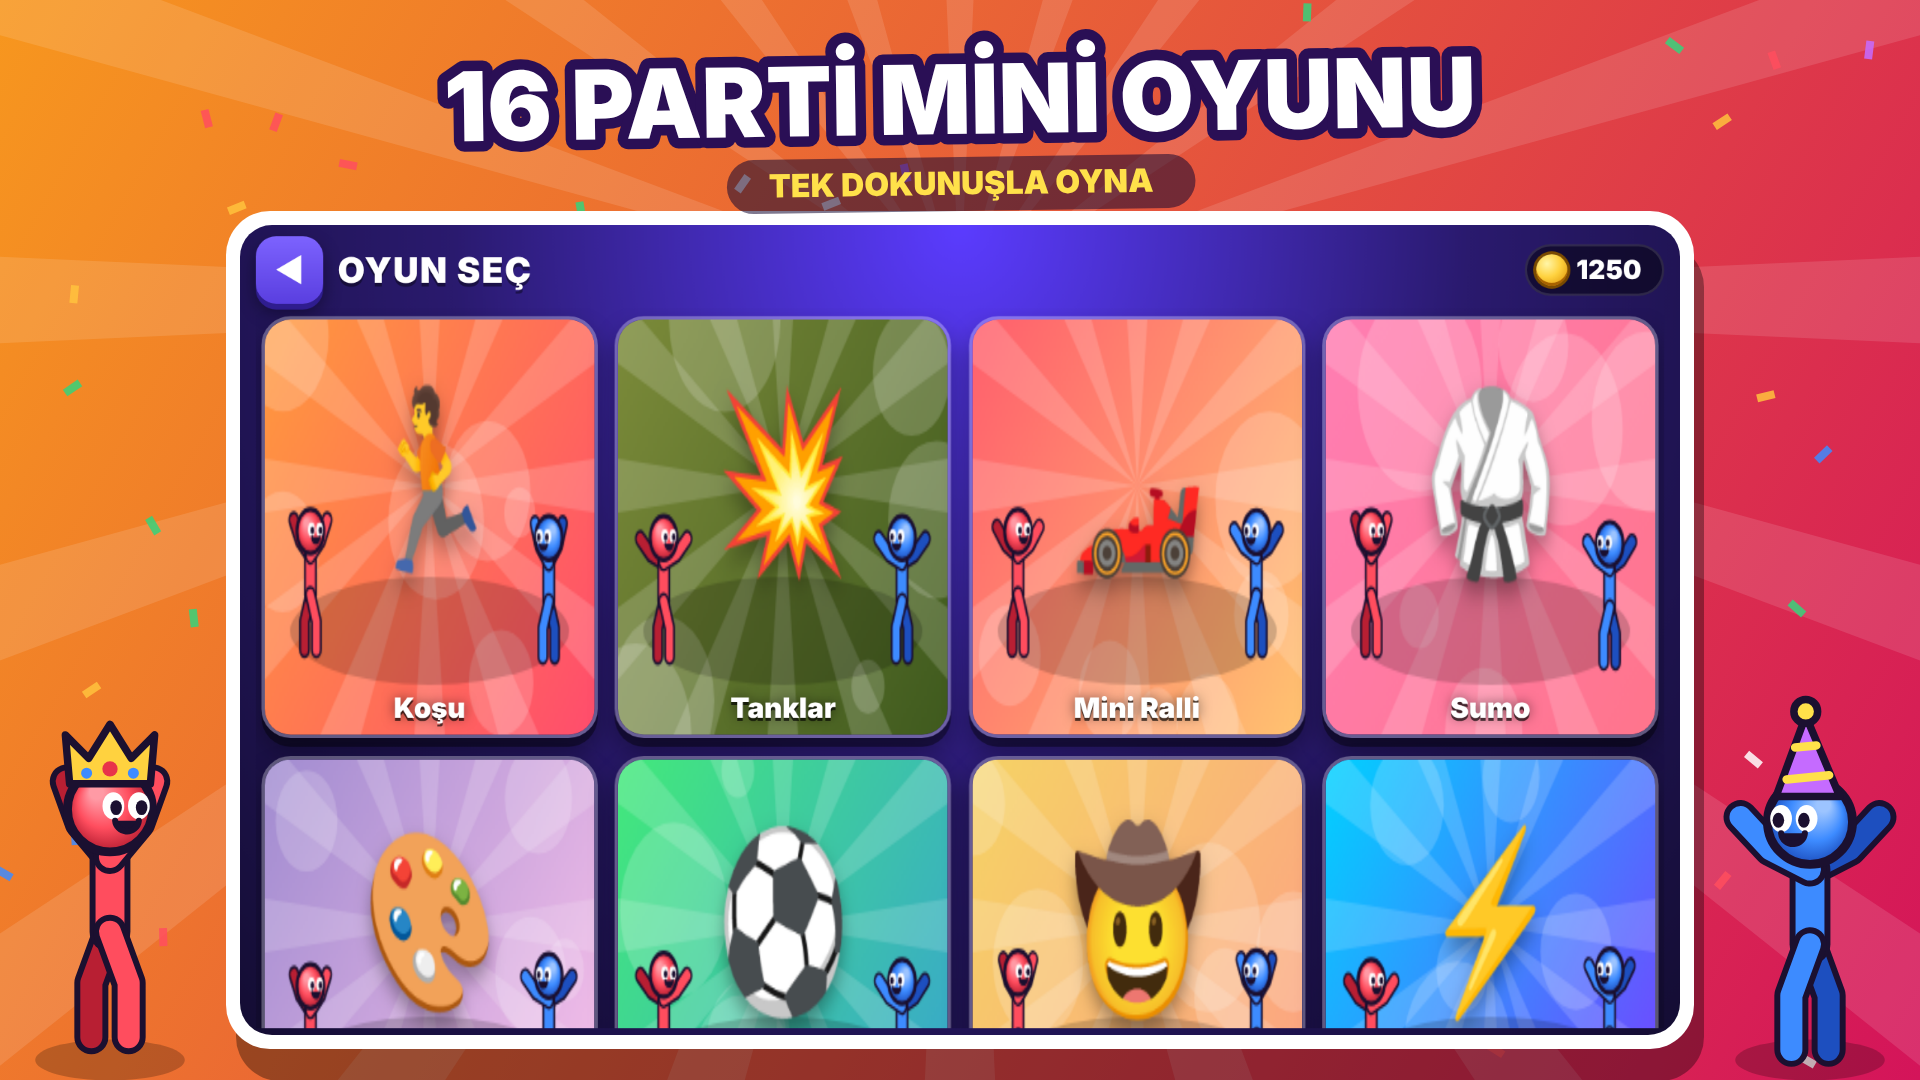 16 PARTİ MİNİ OYUNU
TEK DOKUNUŞLA OYNA
OYUN SEÇ
1250
Koşu
Tanklar
Mini Ralli
Sumo